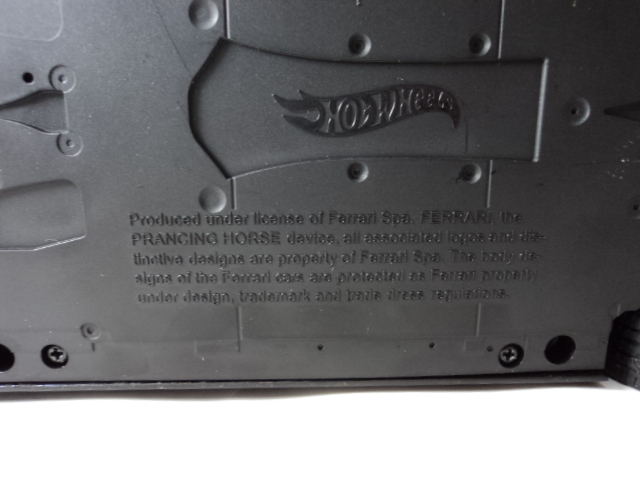 HOT WHEELS
Produced under license of Ferrari Spa. FERRARI, the
PRANCING HORSE device, all associated logos and dis-
tinctive designs are property of Ferrari Spa. The body de-
signs of the Ferrari cars are protected as Ferrari property
under design, trademark and trade dress regulations.